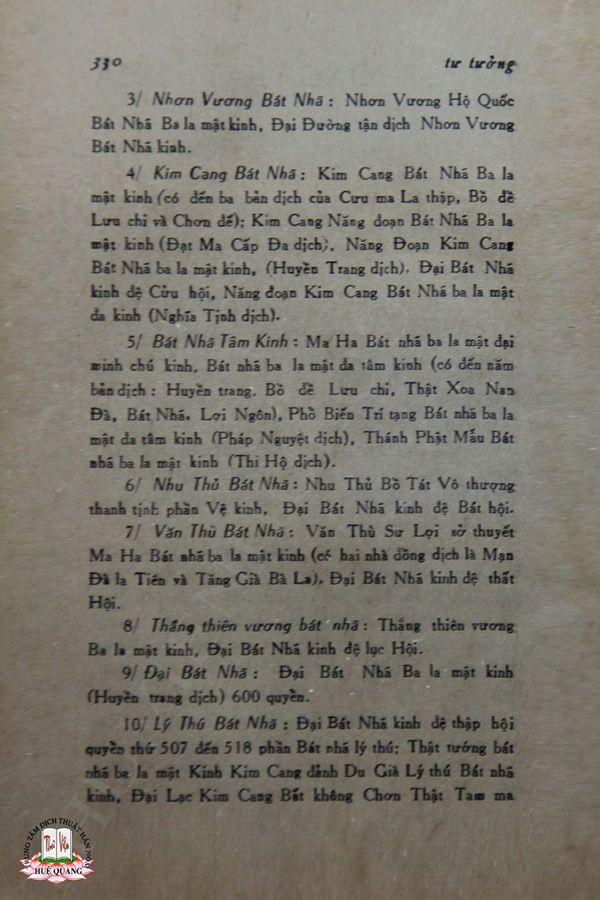 330 tư tưởng
3/ Nhơn Vương Bát Nhã : Nhơn Vương Hộ Quốc
Bát Nhã Ba la mật kinh, Đại Đường tận dịch Nhơn Vương
Bát Nhã kinh.
4/ Kim Cang Bát Nhã : Kim Cang Bát Nhã Ba la
mật kinh (có đến ba bản dịch của Cưu ma La thập, Bồ đề
Lưu chi và Chơn đế); Kim Cang Năng đoạn Bát Nhã Ba la
mật kinh (Đạt Ma Cấp Đa dịch), Năng Đoạn Kim Cang
Bát Nhã ba la mật kinh, (Huyền Trang dịch), Đại Bát Nhã
kinh đệ Cửu hội, Năng đoạn Kim Cang Bát Nhã ba la mật
đa kinh (Nghĩa Tịnh dịch).
5/ Bát Nhã Tâm Kinh : Ma Ha Bát nhã ba la mật đại
minh chú kinh, Bát nhã ba la mật đa tâm kinh (có đến năm
bản dịch : Huyền trang, Bồ đề Lưu chi, Thật Xoa Nan
Đà, Bát Nhã, Lợi Ngôn), Phổ Biến Trí tạng Bát nhã ba la
mật đa tâm kinh (Pháp Nguyệt dịch), Thánh Phật Mẫu Bát
nhã ba la mật kinh (Thi Hộ dịch).
6/ Nhu Thủ Bát Nhã : Nhu Thủ Bồ Tát Vô thượng
thanh tịnh phần Vệ kinh, Đại Bát Nhã kinh đệ Bát hội.
7/ Văn Thù Bát Nhã : Văn Thù Sư Lợi sở thuyết
Ma Ha Bát nhã ba la mật kinh (có hai nhà đồng dịch là Mạn
Đà la Tiên và Tăng Già Bà La), Đại Bát Nhã kinh đệ thất
Hội.
8/ Thắng thiên vương bát nhã : Thắng thiên vương
Ba la mật kinh, Đại Bát Nhã kinh đệ lục Hội.
9/ Đại Bát Nhã : Đại Bát Nhã Ba la mật kinh
(Huyền trang dịch) 600 quyền.
10/ Lý Thú Bát Nhã : Đại Bát Nhã kinh đệ thập hội
quyền thứ 507 đến 518 phần Bát nhã lý thú; Thật tướng bát
nhã ba la mật Kinh Kim Cang đảnh Du Già Lý thú Bát nhã
kinh, Đại Lạc Kim Cang Bất không Chơn Thật Tam ma
TRUNG TÂM DỊCH THUẬT HÁN NÔM
HUỆ QUANG